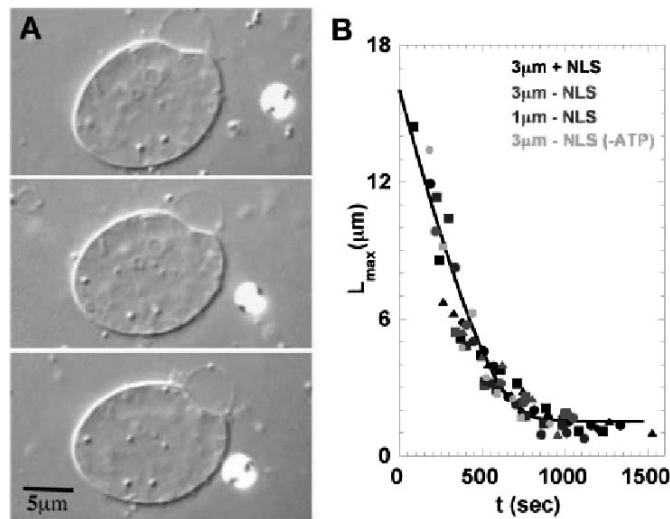 A
5μm
B
18
12
6
0
L_max(μm)
3μm + NLS
3μm - NLS
1μm - NLS
3μm - NLS (-ATP)
0 500 1000 1500
t (sec)